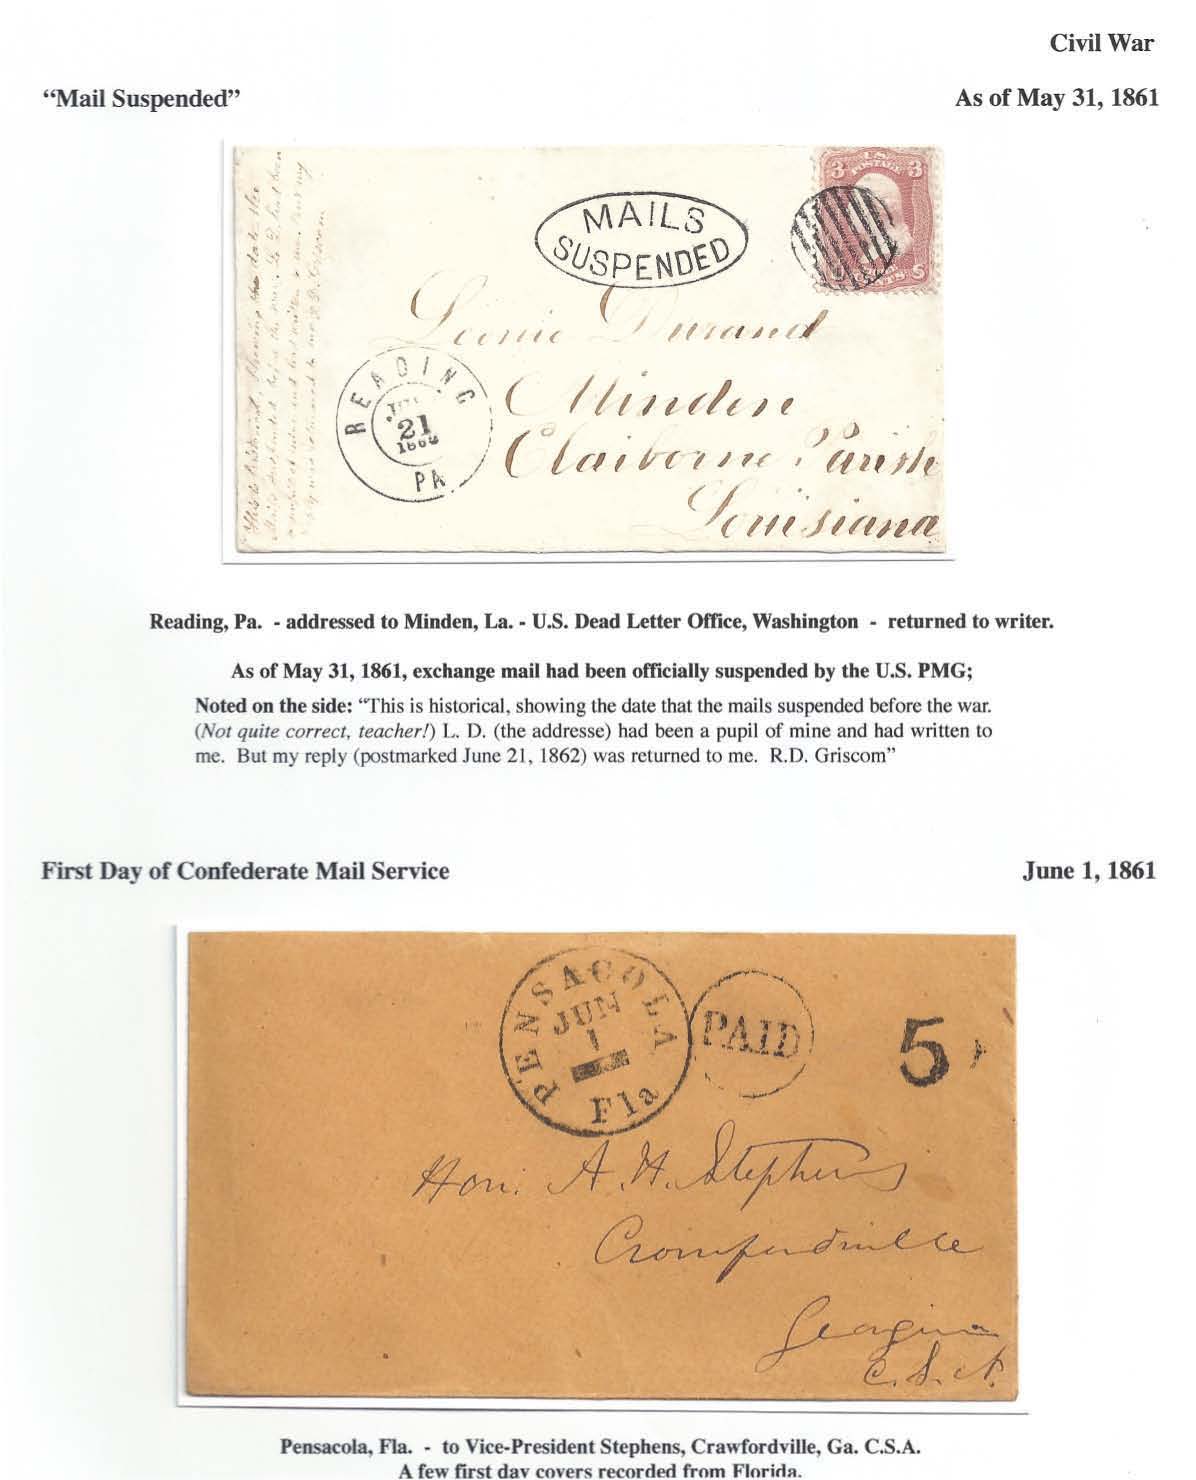 Civil War
“Mail Suspended”
As of May 31, 1861
3 U.S. POSTAGE 3
MAILS
SUSPENDED
Leonie Durand
Minden
Claiborne Parish
Louisiana
READING
21
PA
Reading, Pa. - addressed to Minden, La. - U.S. Dead Letter Office, Washington - returned to writer.
As of May 31, 1861, exchange mail had been officially suspended by the U.S. PMG;
Noted on the side: “This is historical, showing the date that the mails suspended before the war.
(Not quite correct, teacher!) L. D. (the addresse) had been a pupil of mine and had written to
me. But my reply (postmarked June 21, 1862) was returned to me. R.D. Griscom”
First Day of Confederate Mail Service
June 1, 1861
PENSACOLA
JUN
1
Fla
PAID
5
Hon. A. H. Stephens
Crawfordville
Georgia
C. S. A.
Pensacola, Fla. - to Vice-President Stephens, Crawfordville, Ga. C.S.A.
A few first day covers recorded from Florida.